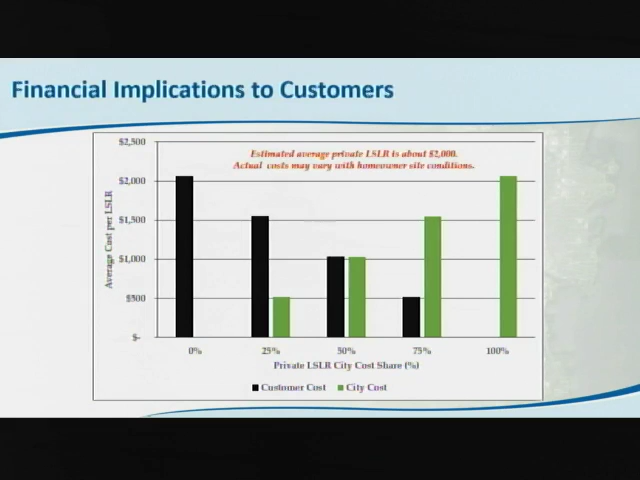 Financial Implications to Customers
$2,500
Estimated average private LSLR is about $2,000.
Actual costs may vary with homeowner site conditions.
$2,000
$1,500
$1,000
$500
$-
Average Cost per LSLR
0% 25% 50% 75% 100%
Private LSLR City Cost Share (%)
Customer Cost City Cost